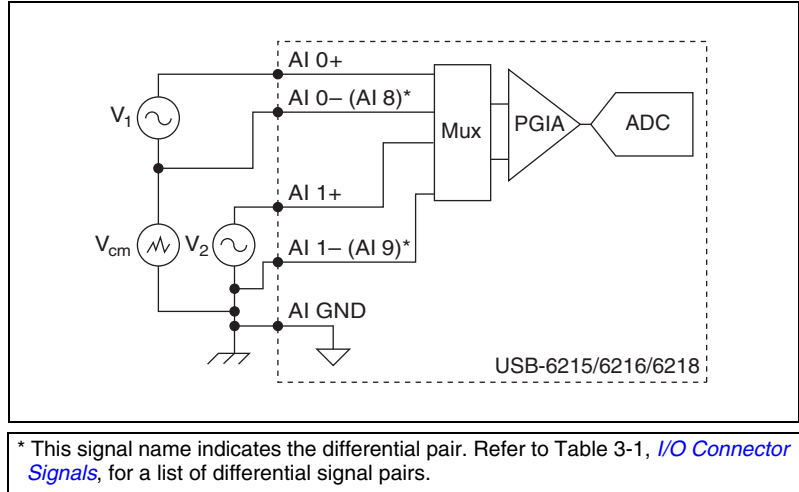 AI 0+
AI 0– (AI 8)*
V1
Mux
PGIA
ADC
AI 1+
Vcm
V2
AI 1– (AI 9)*
AI GND
USB-6215/6216/6218
* This signal name indicates the differential pair. Refer to Table 3-1, I/O Connector
Signals, for a list of differential signal pairs.